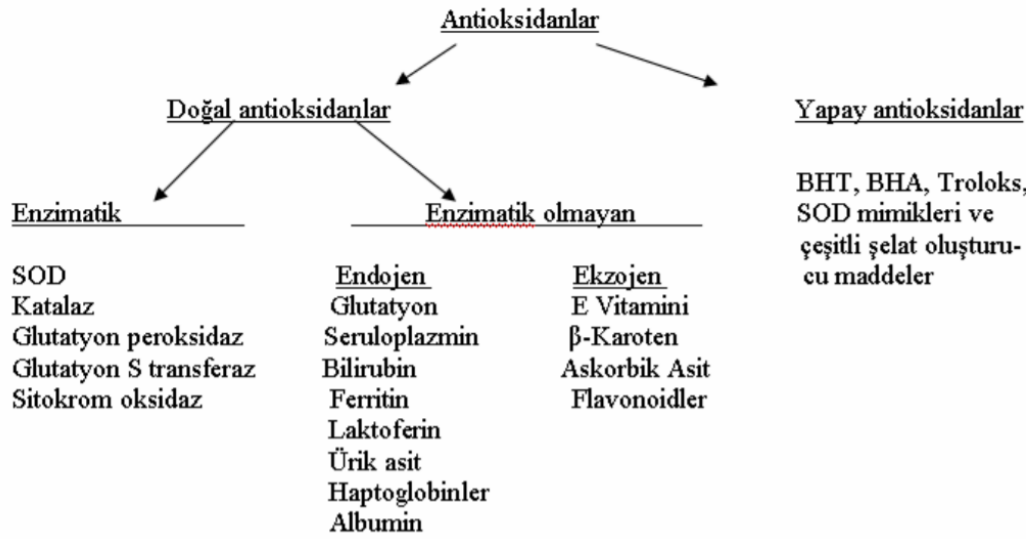 Antioksidanlar
Doğal antioksidanlar
Yapay antioksidanlar
BHT, BHA, Troloks,
SOD mimikleri ve
çeşitli şelat oluşturu-
cu maddeler
Enzimatik
SOD
Katalaz
Glutatyon peroksidaz
Glutatyon S transferaz
Sitokrom oksidaz
Enzimatik olmayan
Endojen
Glutatyon
Seruloplazmin
Bilirubin
Ferritin
Laktoferin
Ürik asit
Haptoglobinler
Albumin
Ekzojen
E Vitamini
β-Karoten
Askorbik Asit
Flavonoidler